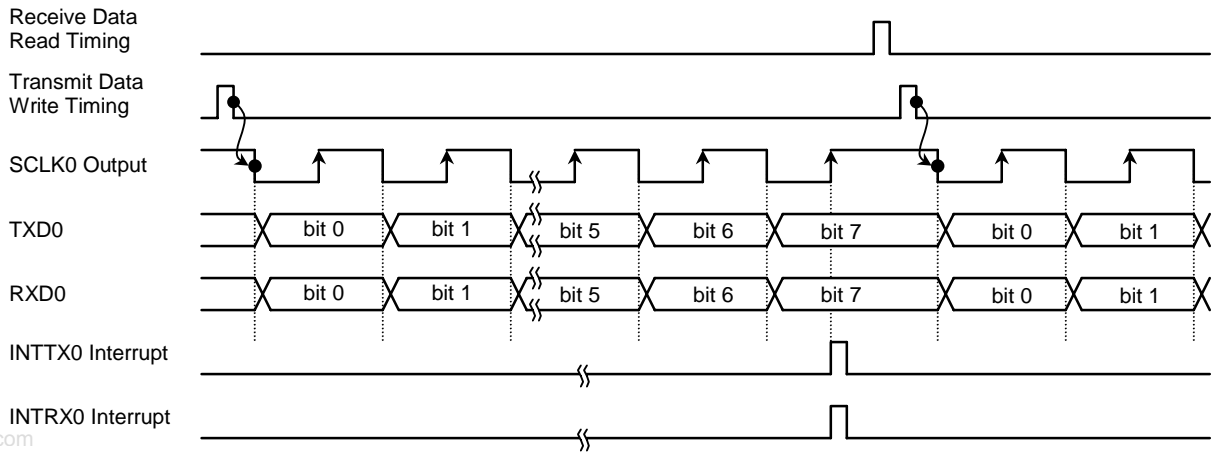 Receive Data
Read Timing
Transmit Data
Write Timing
SCLK0 Output
TXD0 bit 0 bit 1 bit 5 bit 6 bit 7 bit 0 bit 1
RXD0 bit 0 bit 1 bit 5 bit 6 bit 7 bit 0 bit 1
INTTX0 Interrupt
INTRX0 Interrupt
com